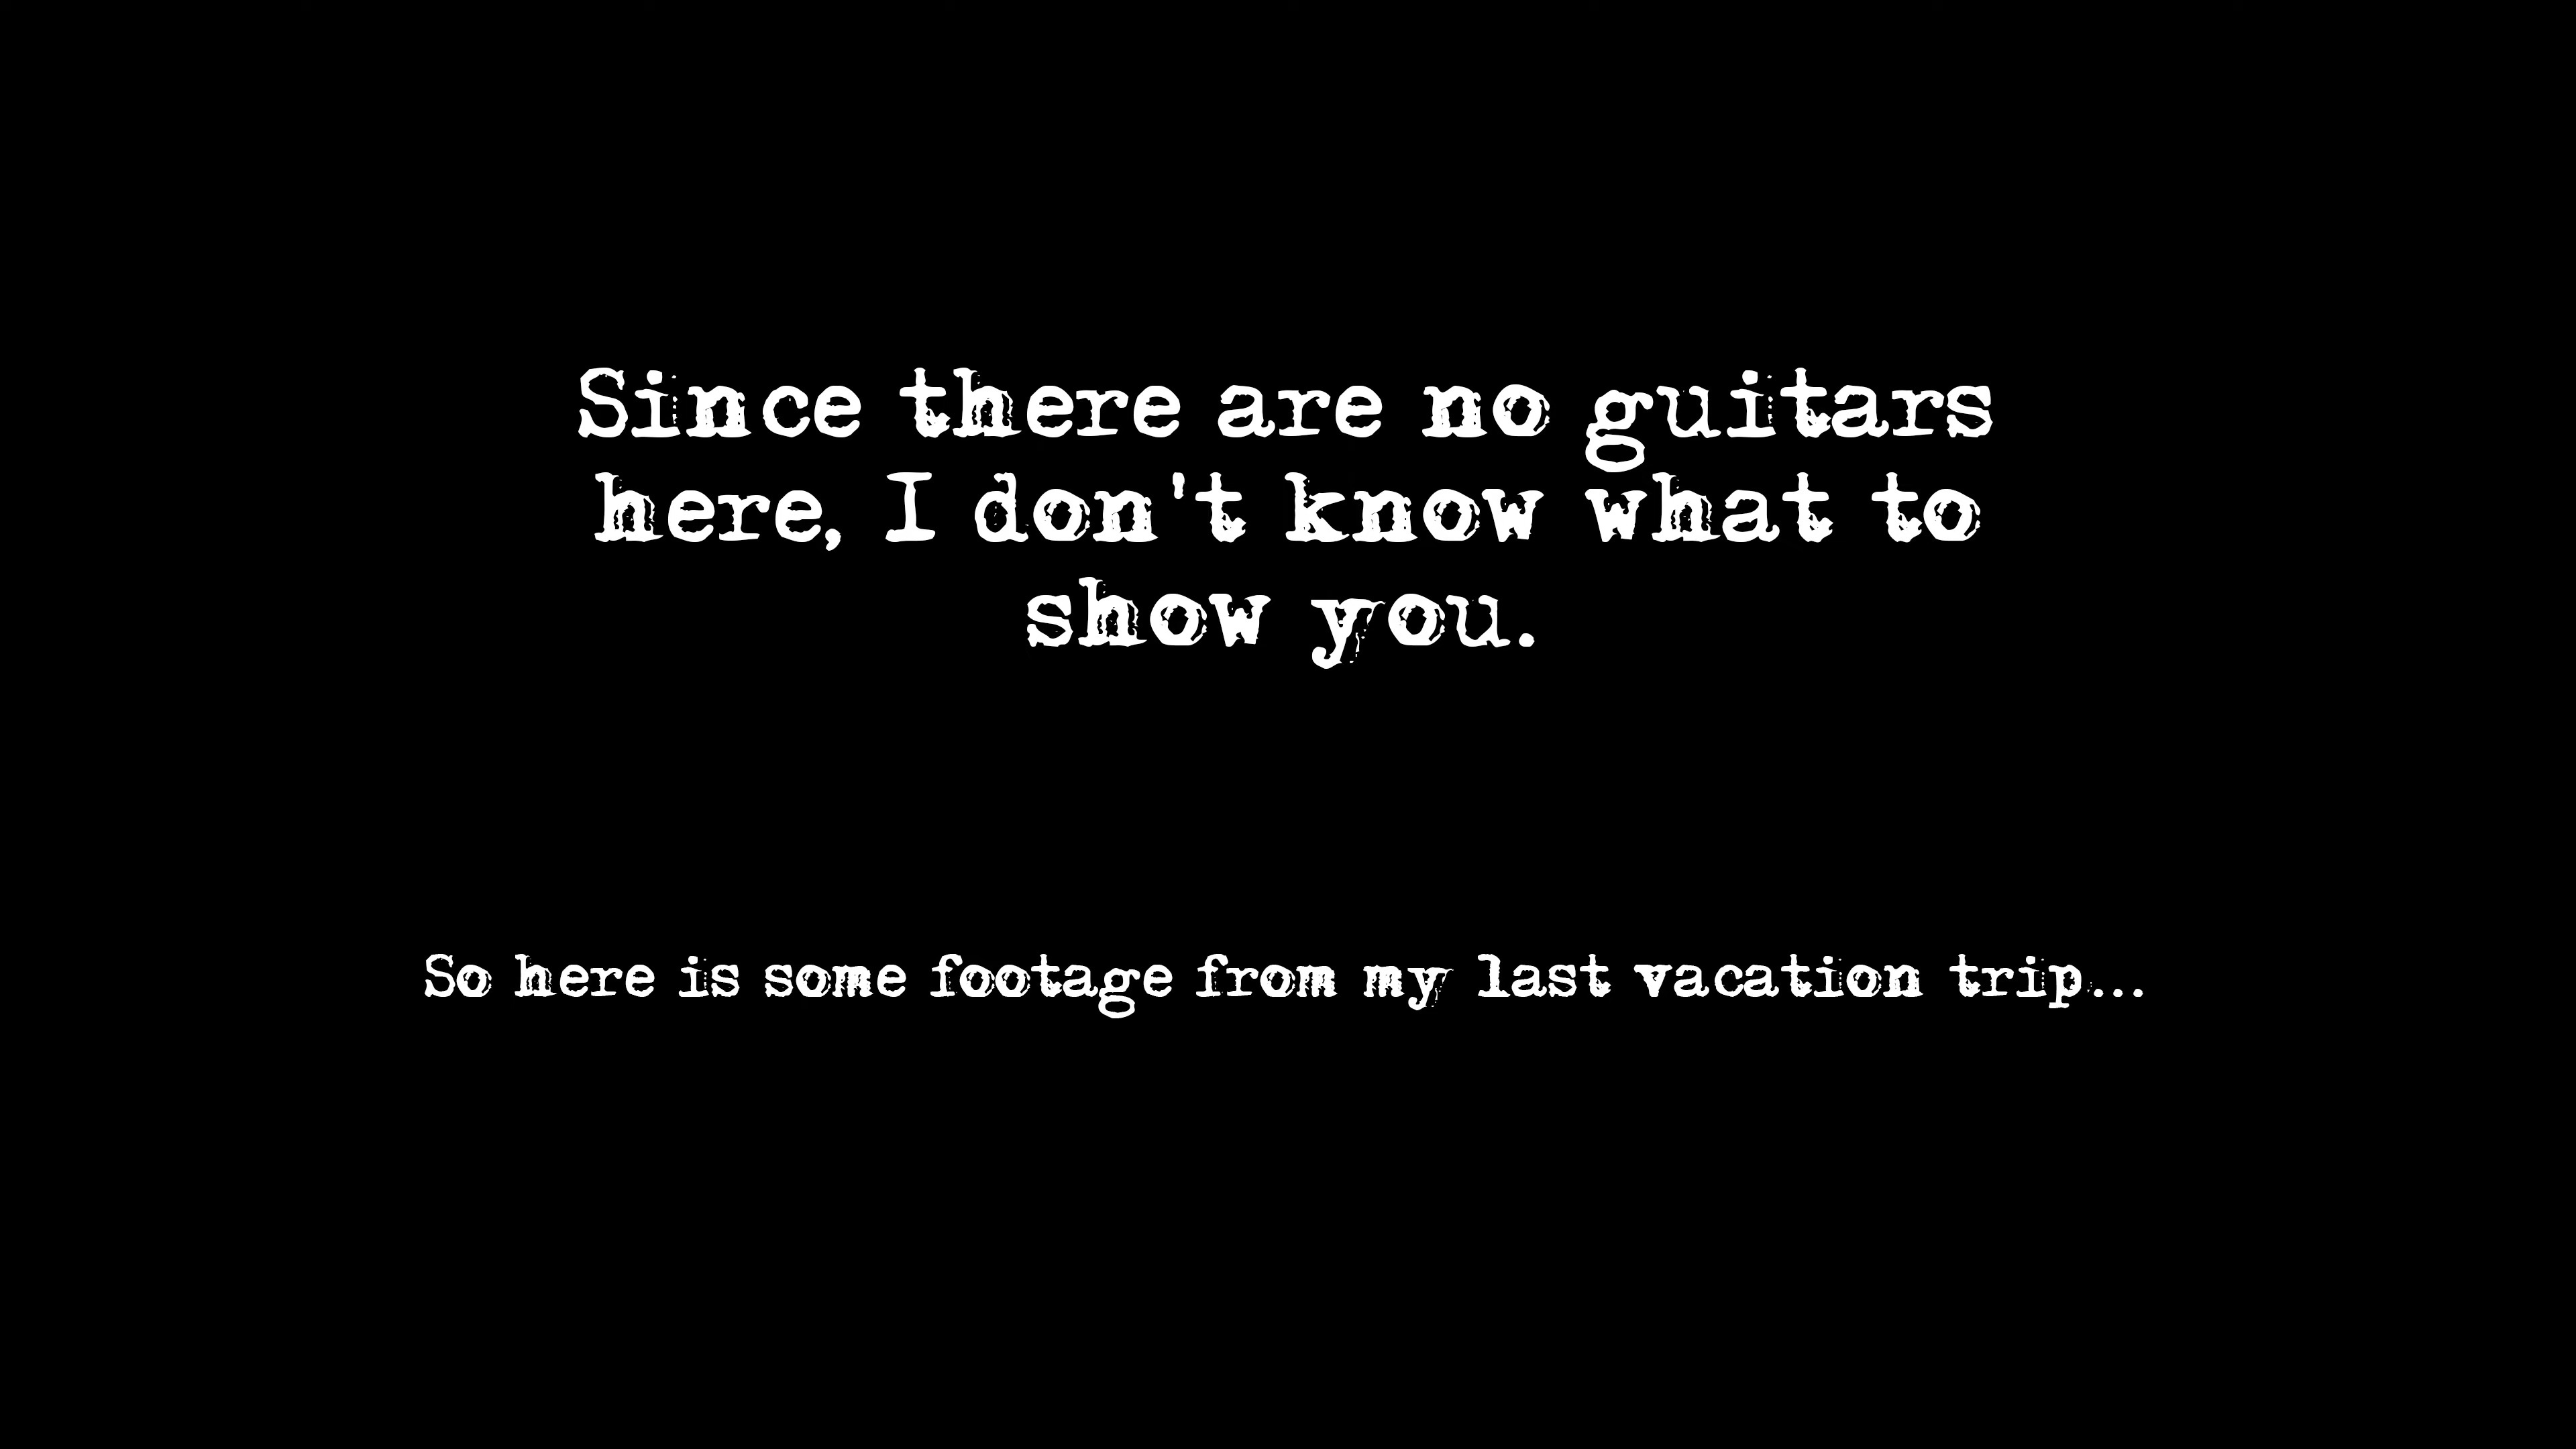 Since there are no guitars
here, I don't know what to
show you.
So here is some footage from my last vacation trip...